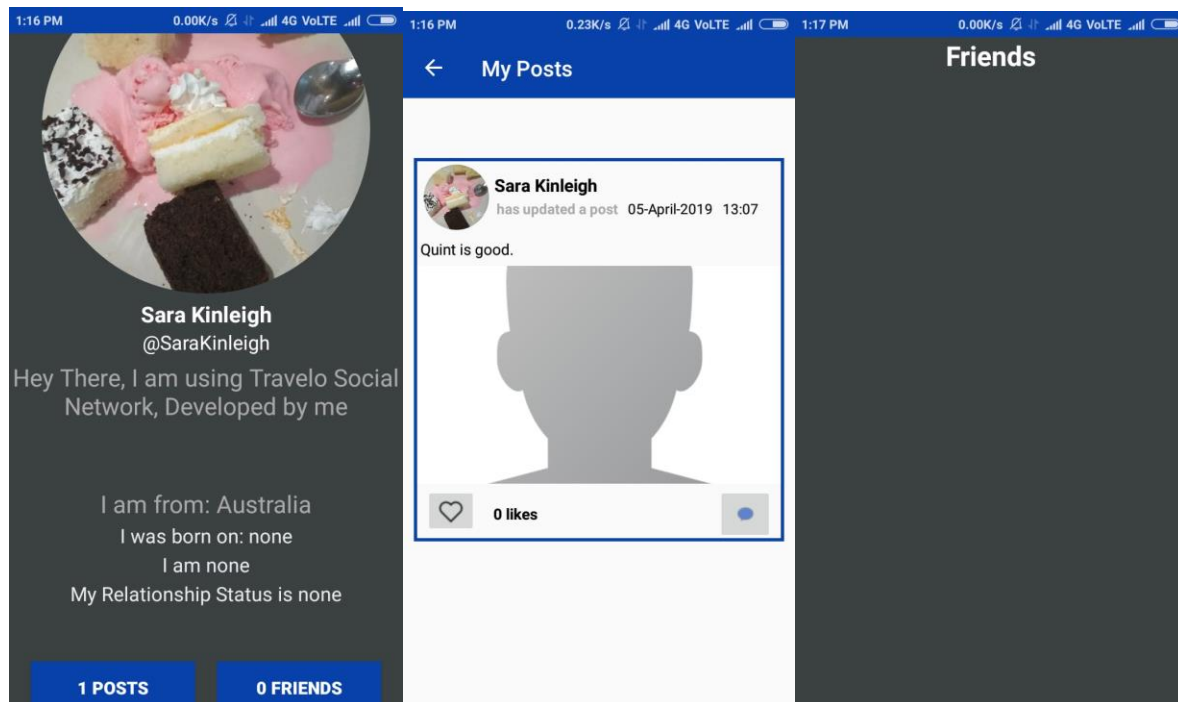 1:16 PM 0.00K/s 4G VoLTE
Sara Kinleigh
@SaraKinleigh
Hey There, I am using Travelo Social
Network, Developed by me
I am from: Australia
I was born on: none
I am none
My Relationship Status is none
1 POSTS 0 FRIENDS
1:16 PM 0.23K/s 4G VoLTE
My Posts
Sara Kinleigh
has updated a post 05-April-2019 13:07
Quint is good.
0 likes
1:17 PM 0.00K/s 4G VoLTE
Friends